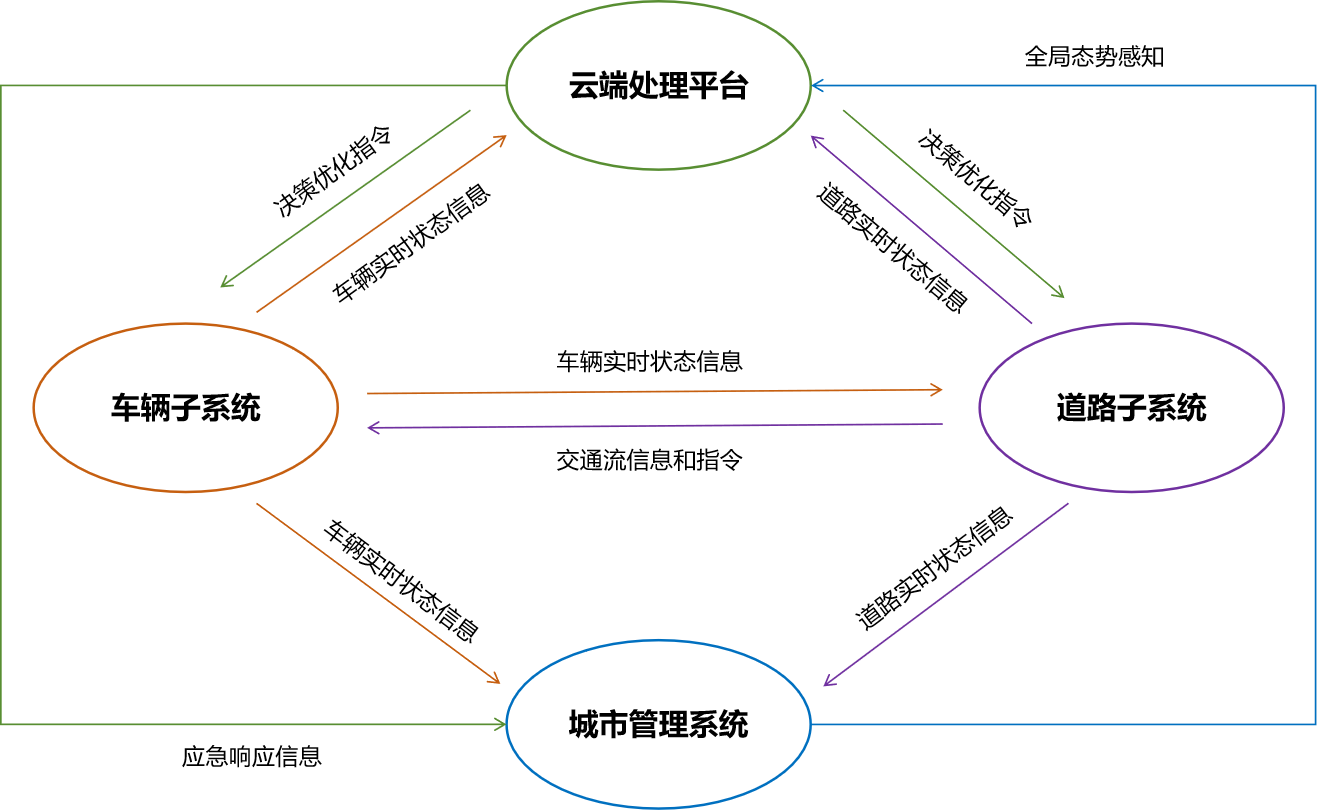 全局态势感知
云端处理平台
决策优化指令
决策优化指令
车辆实时状态信息
道路实时状态信息
车辆实时状态信息
车辆子系统
道路子系统
交通流信息和指令
车辆实时状态信息
道路实时状态信息
城市管理系统
应急响应信息